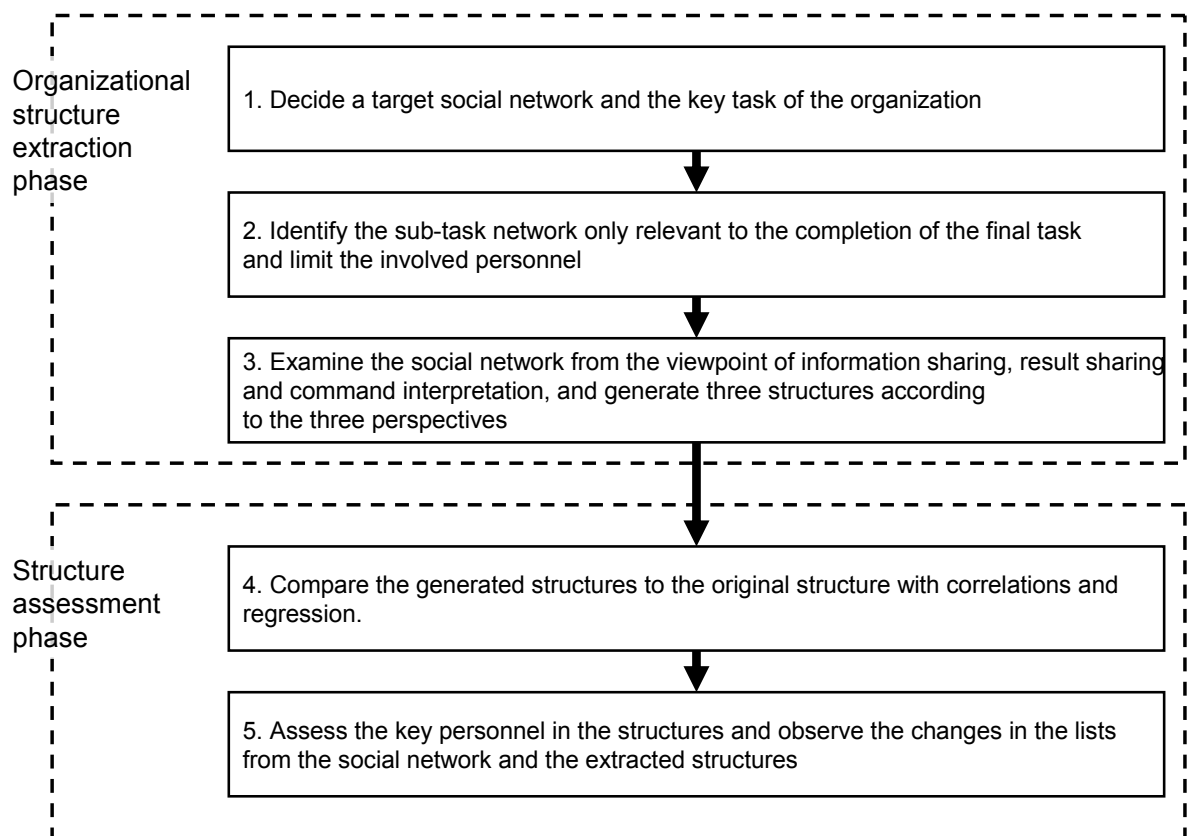 Organizational
structure
extraction
phase
1. Decide a target social network and the key task of the organization
2. Identify the sub-task network only relevant to the completion of the final task
and limit the involved personnel
3. Examine the social network from the viewpoint of information sharing, result sharing
and command interpretation, and generate three structures according
to the three perspectives
Structure
assessment
phase
4. Compare the generated structures to the original structure with correlations and
regression.
5. Assess the key personnel in the structures and observe the changes in the lists
from the social network and the extracted structures